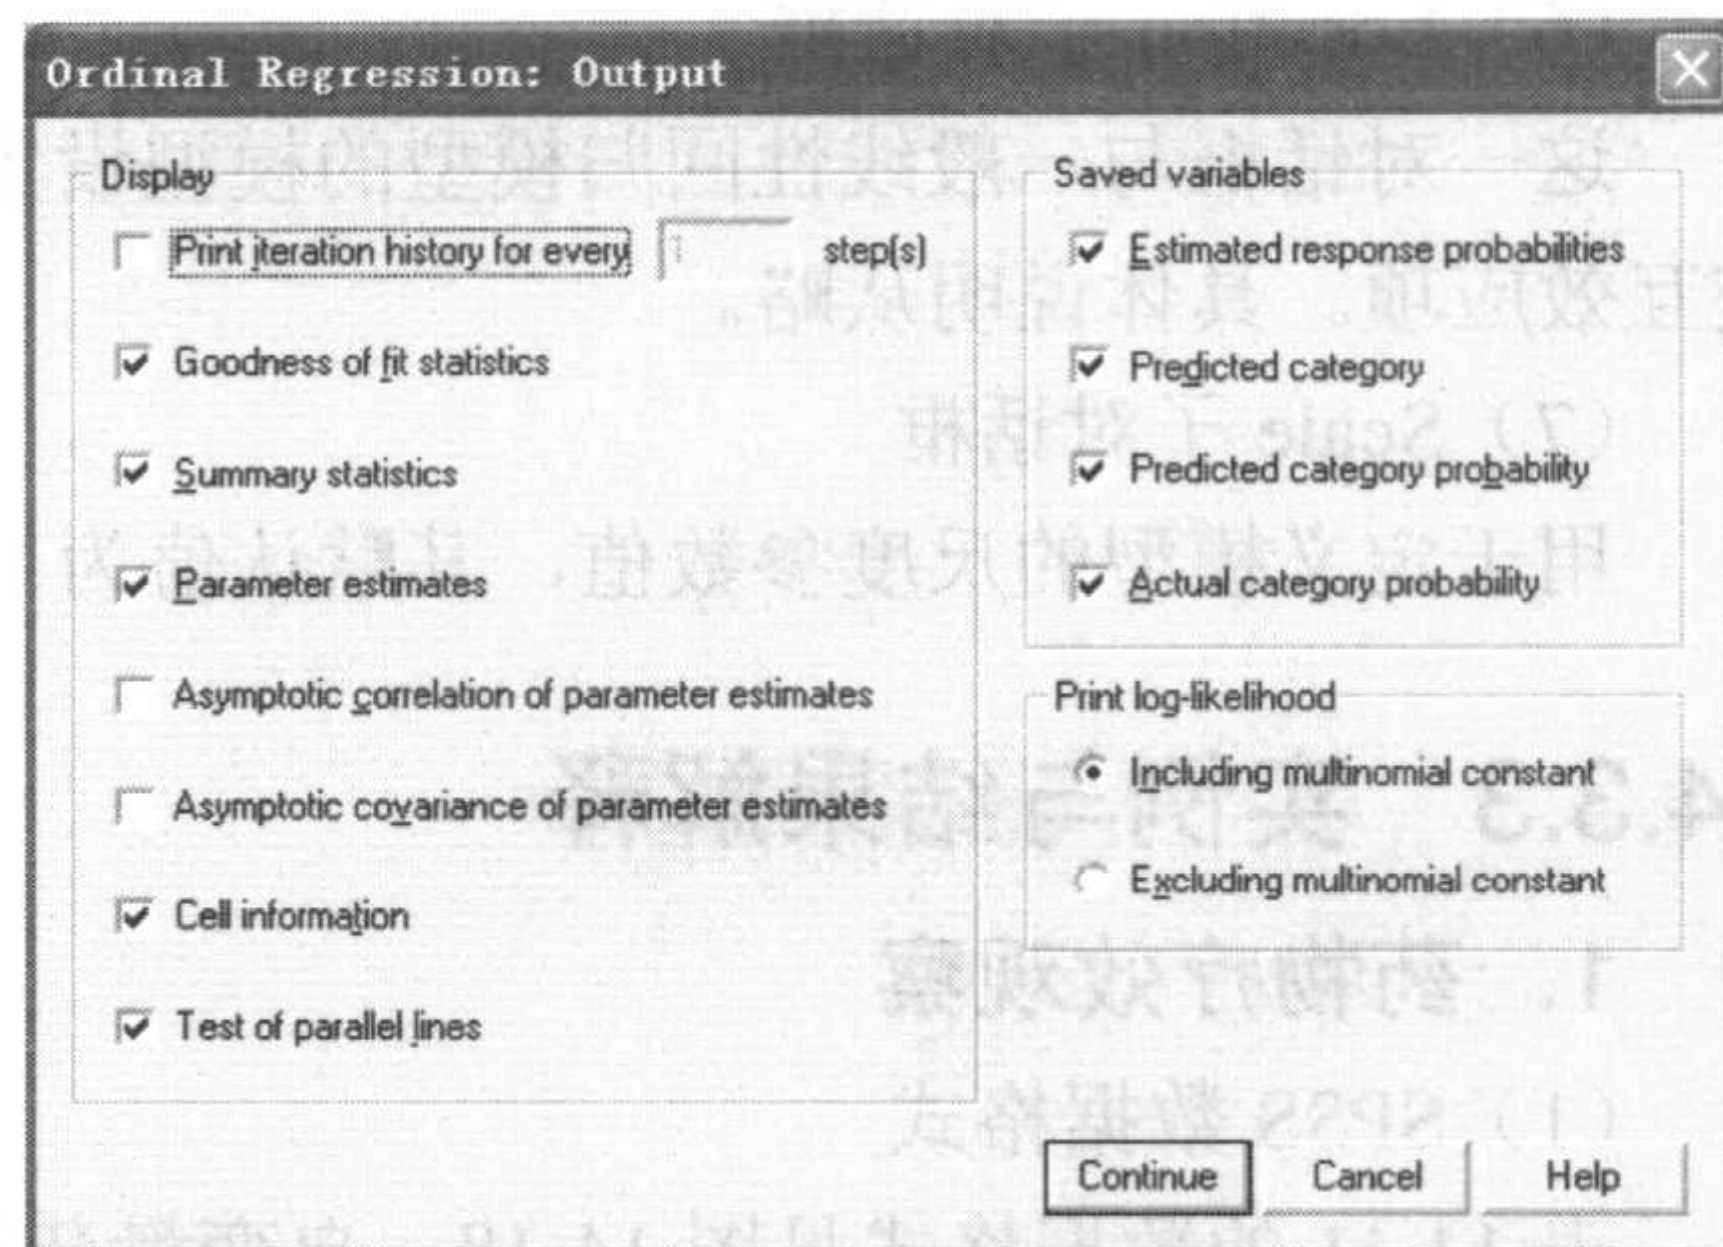 Ordinal Regression: Output
Display
Print iteration history for every 1 step(s)
Goodness of fit statistics
Summary statistics
Parameter estimates
Asymptotic correlation of parameter estimates
Asymptotic covariance of parameter estimates
Cell information
Test of parallel lines
Saved variables
Estimated response probabilities
Predicted category
Predicted category probability
Actual category probability
Print log-likelihood
Including multinomial constant
Excluding multinomial constant
Continue Cancel Help